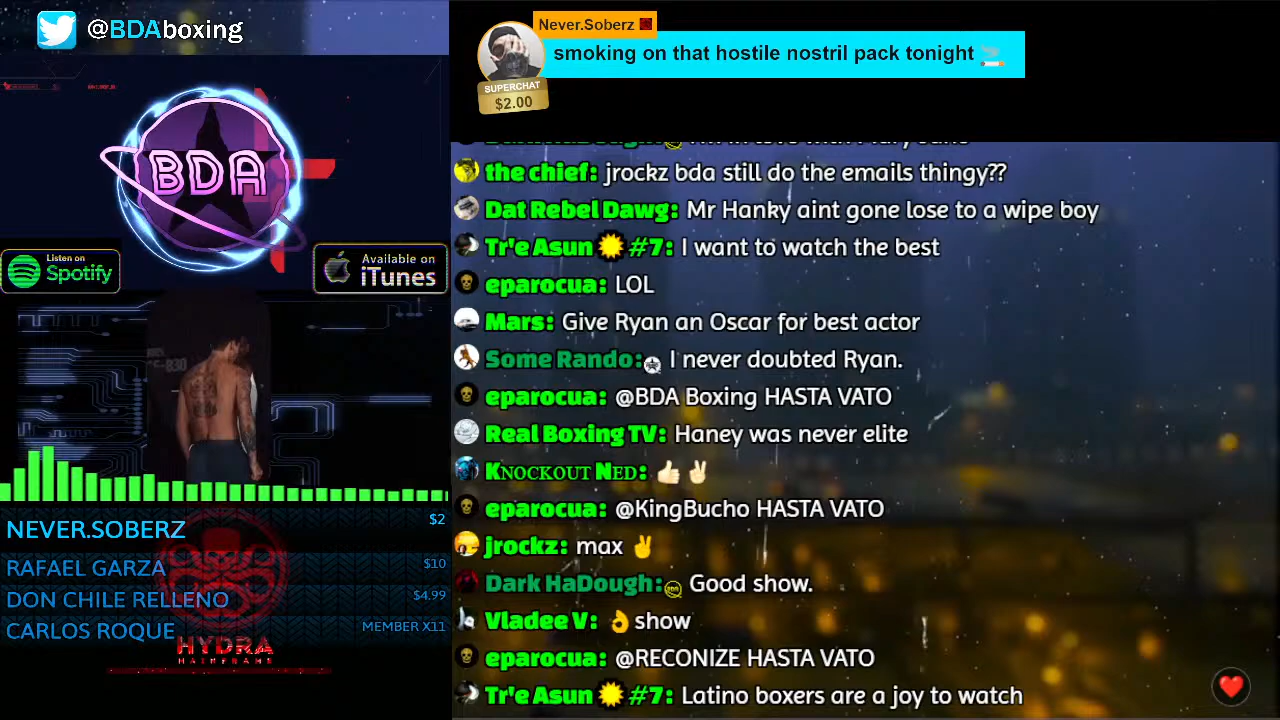 @BDAboxing
BDA
Listen on
Spotify
Available on
iTunes
NEVER.SOBERZ $2
RAFAEL GARZA $10
DON CHILE RELLENO $4,99
CARLOS ROQUE MEMBER X11
HYDRA
MAINFRAME
Never.Soberz
smoking on that hostile nostril pack tonight 🚬
SUPERCHAT
$2.00
the chief: jrockz bda still do the emails thingy??
Dat Rebel Dawg: Mr Hanky aint gone lose to a wipe boy
Tr'e Asun #7: I want to watch the best
eparocua: LOL
Mars: Give Ryan an Oscar for best actor
Some Rando: I never doubted Ryan.
eparocua: @BDA Boxing HASTA VATO
Real Boxing TV: Haney was never elite
Knockout Ned: 👍🏻✌🏻
eparocua: @KingBucho HASTA VATO
jrockz: max ✌
Dark HaDough: Good show.
Vladee V: 👌 show
eparocua: @RECONIZE HASTA VATO
Tr'e Asun #7: Latino boxers are a joy to watch